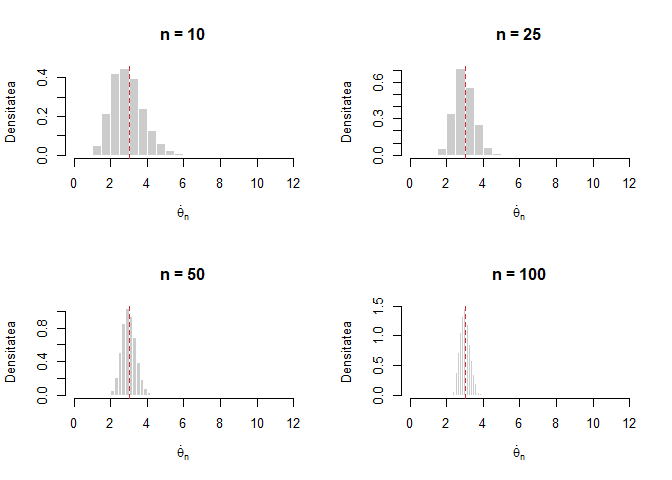 n = 10
Densitatea
0.0 0.2 0.4
0 2 4 6 8 10 12
θ̇n
n = 25
Densitatea
0.0 0.3 0.6
0 2 4 6 8 10 12
θ̇n
n = 50
Densitatea
0.0 0.4 0.8
0 2 4 6 8 10 12
θ̇n
n = 100
Densitatea
0.0 0.5 1.0 1.5
0 2 4 6 8 10 12
θ̇n